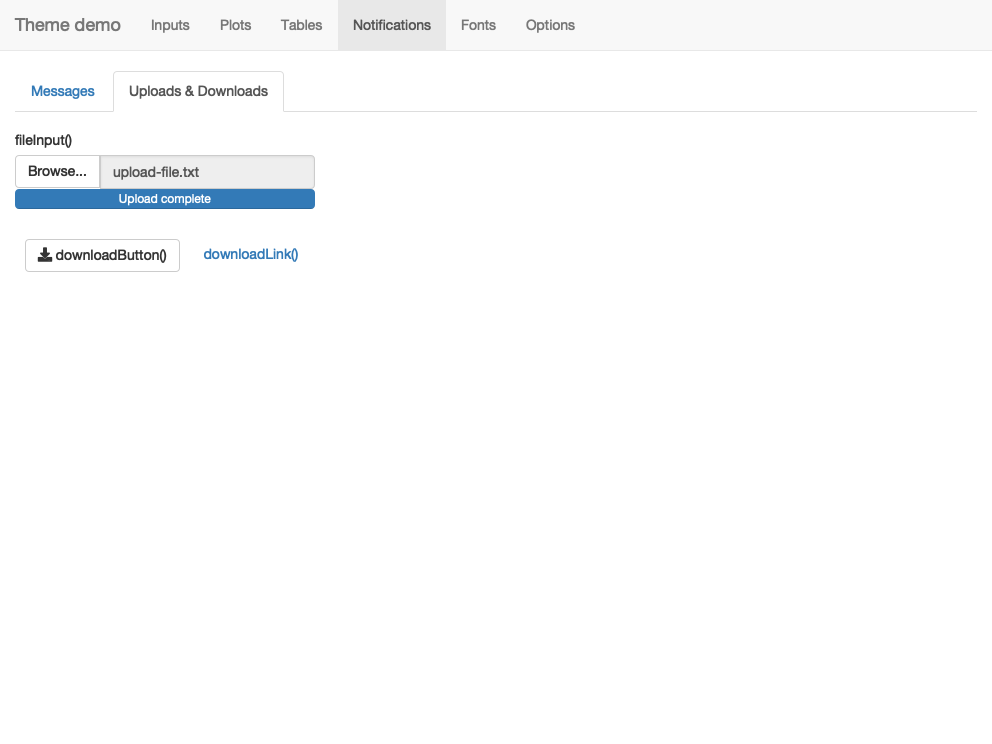 Theme demo Inputs Plots Tables Notifications Fonts Options
Messages Uploads & Downloads
fileInput()
Browse... upload-file.txt
Upload complete
downloadButton() downloadLink()